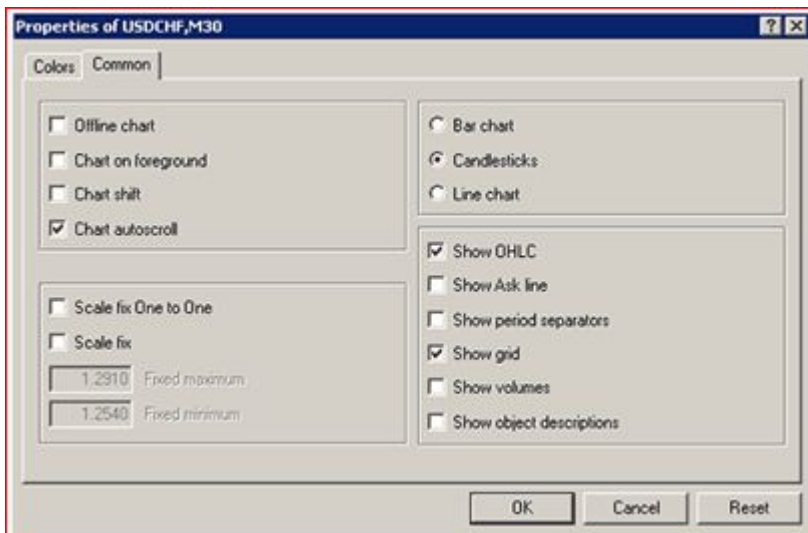 Properties of USDCHF,M30
Colors
Common
Offline chart
Chart on foreground
Chart shift
Chart autoscroll
Scale fix One to One
Scale fix
1.2910 Fixed maximum
1.2540 Fixed minimum
Bar chart
Candlesticks
Line chart
Show OHLC
Show Ask line
Show period separators
Show grid
Show volumes
Show object descriptions
OK
Cancel
Reset